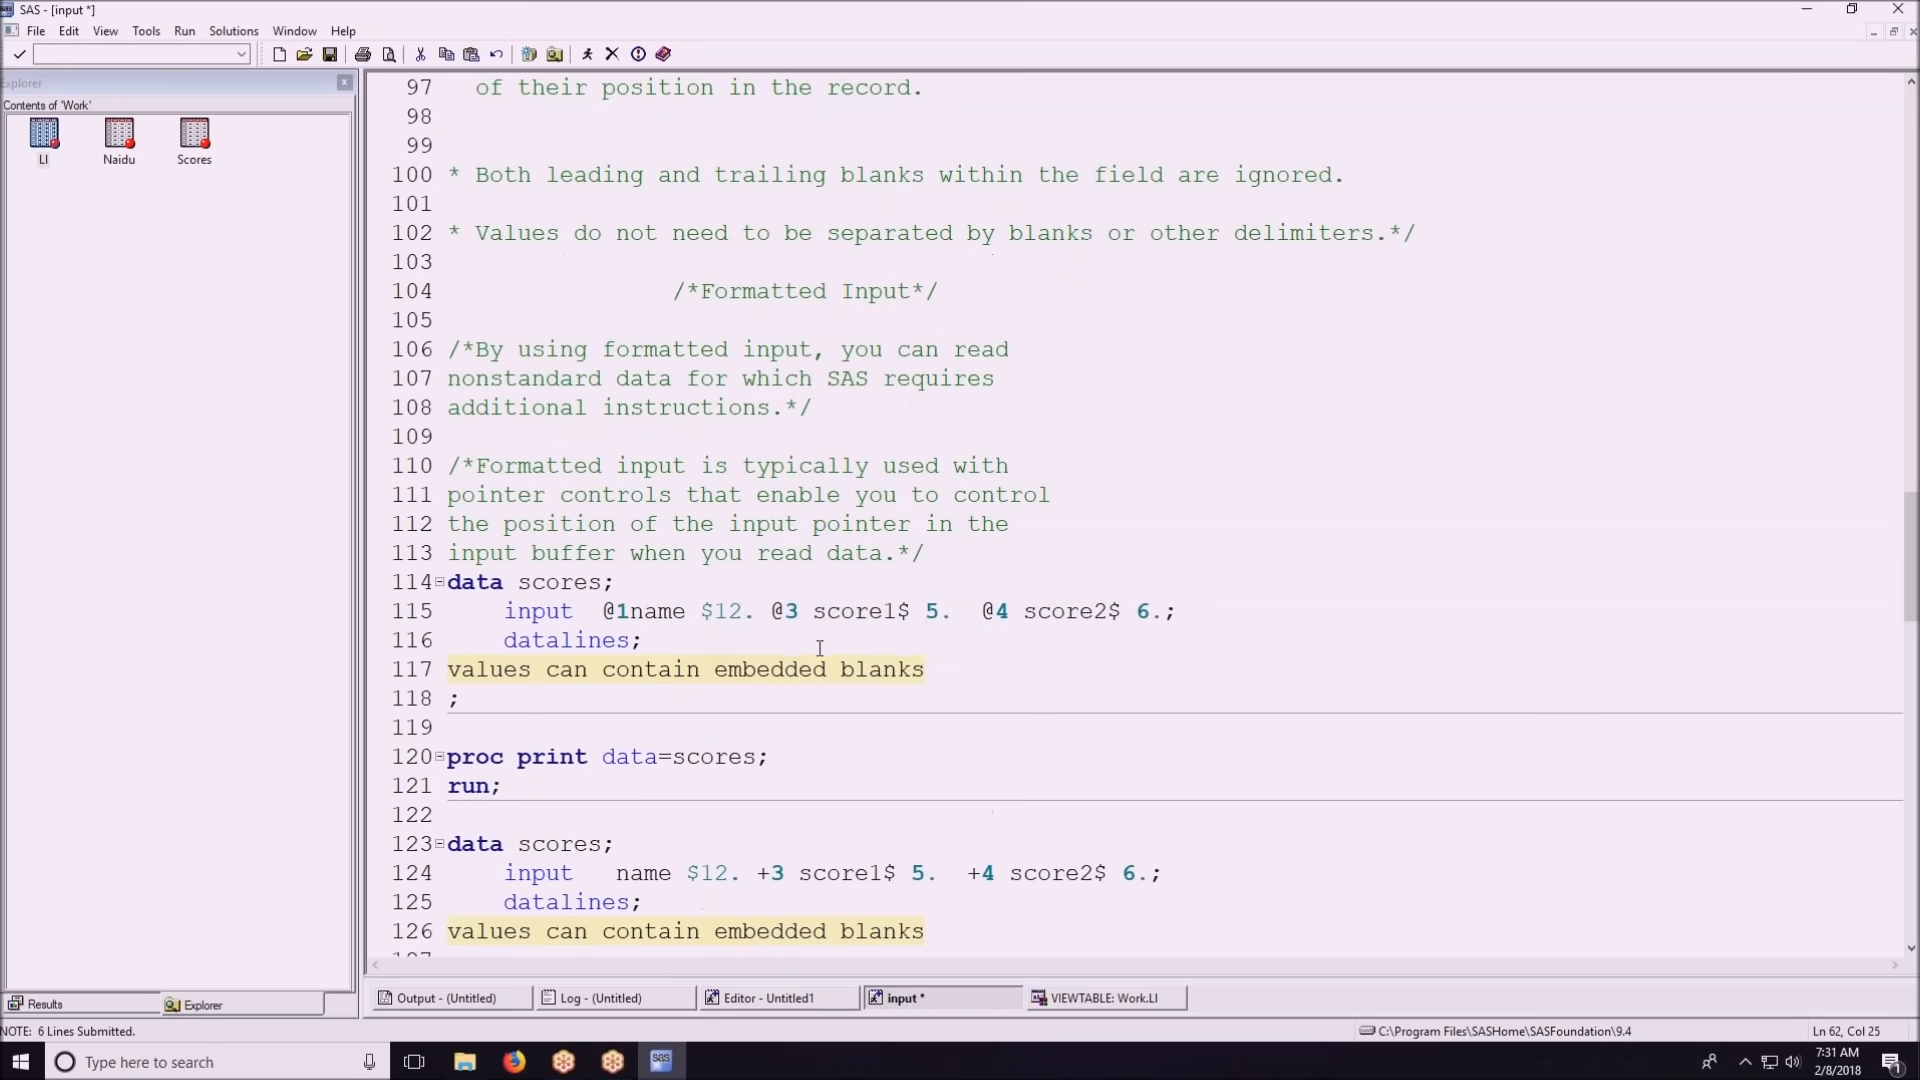 SAS - [input *]
File Edit View Tools Run Solutions Window Help
Explorer
Contents of 'Work'
LI Naidu Scores
97 of their position in the record.
98
99
100 * Both leading and trailing blanks within the field are ignored.
101
102 * Values do not need to be separated by blanks or other delimiters.*/
103
104 /*Formatted Input*/
105
106 /*By using formatted input, you can read
107 nonstandard data for which SAS requires
108 additional instructions.*/
109
110 /*Formatted input is typically used with
111 pointer controls that enable you to control
112 the position of the input pointer in the
113 input buffer when you read data.*/
114 data scores;
115 input @1name $12. @3 score1$ 5. @4 score2$ 6.;
116 datalines;
117 values can contain embedded blanks
118 ;
119
120 proc print data=scores;
121 run;
122
123 data scores;
124 input name $12. +3 score1$ 5. +4 score2$ 6.;
125 datalines;
126 values can contain embedded blanks
Results Explorer
Output - (Untitled) Log - (Untitled) Editor - Untitled1 input * VIEWTABLE: Work.LI
NOTE: 6 Lines Submitted. C:\Program Files\SASHome\SASFoundation\9.4 Ln 62, Col 25
Type here to search
sas
7:31 AM
2/8/2018
1